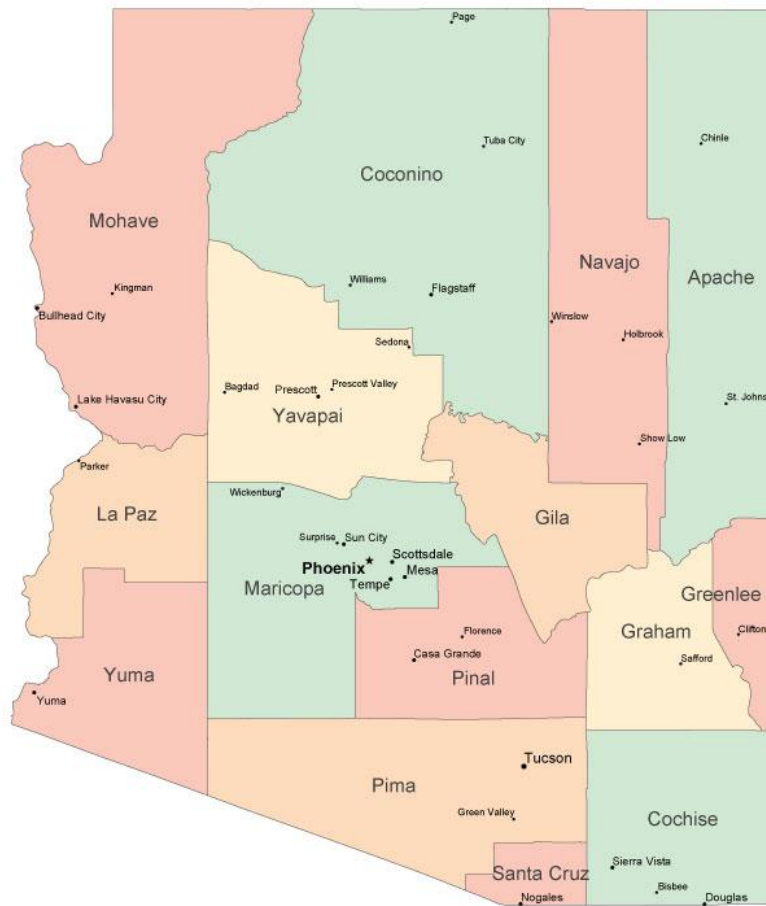 Page
Tuba City
Chinle
Coconino
Mohave
Navajo
Apache
Kingman
Williams
Flagstaff
Bullhead City
Winslow
Holbrook
Sedona
Bagdad
Prescott
Prescott Valley
Lake Havasu City
St. Johns
Yavapai
Show Low
Parker
Wickenburg
La Paz
Gila
Surprise
Sun City
Scottsdale
Phoenix
Mesa
Tempe
Maricopa
Greenlee
Florence
Graham
Clifton
Casa Grande
Safford
Yuma
Pinal
Yuma
Tucson
Pima
Green Valley
Cochise
Sierra Vista
Santa Cruz
Bisbee
Nogales
Douglas